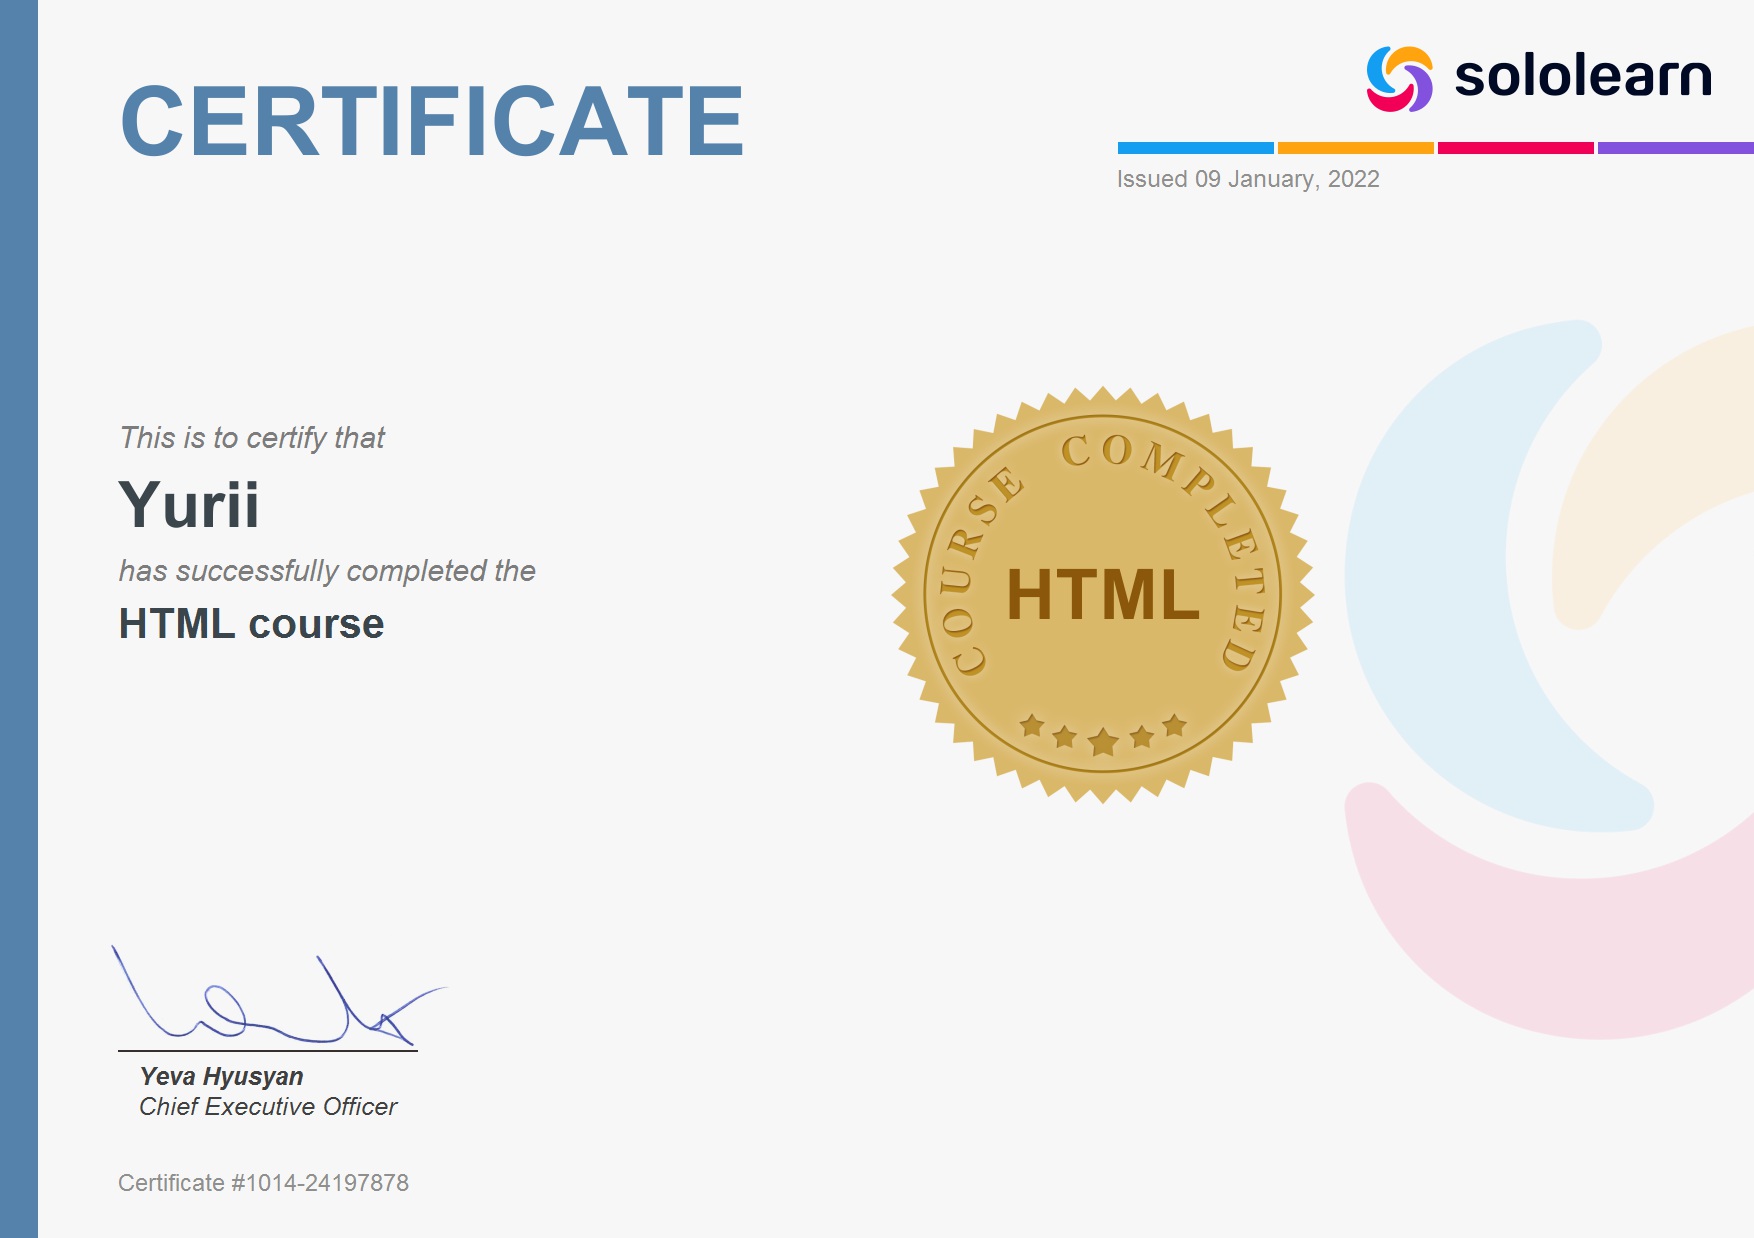 CERTIFICATE
sololearn
Issued 09 January, 2022
This is to certify that
Yurii
has successfully completed the
HTML course
COURSE COMPLETED
HTML
Yeva Hyusyan
Chief Executive Officer
Certificate #1014-24197878